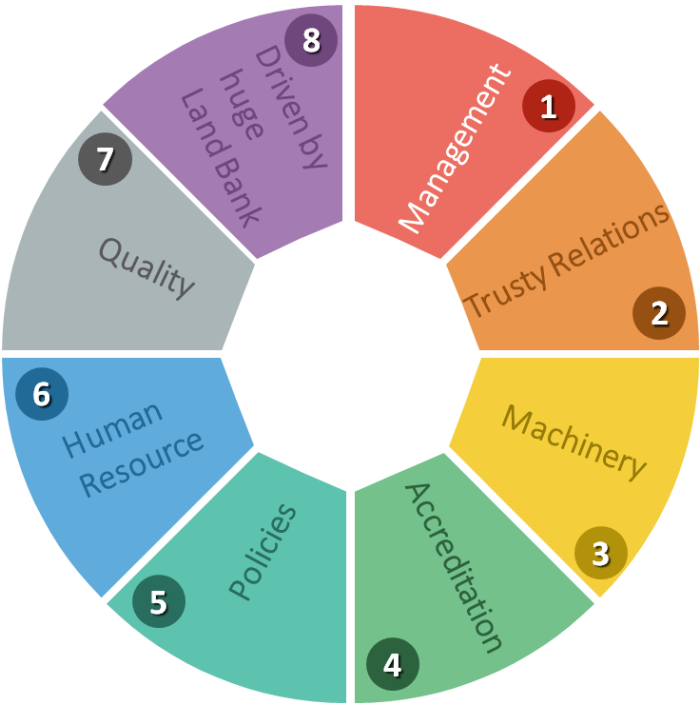 1
Management
2
Trusty Relations
3
Machinery
4
Accreditation
5
Policies
6
Human
Resource
7
Quality
8
Driven by
huge
Land Bank